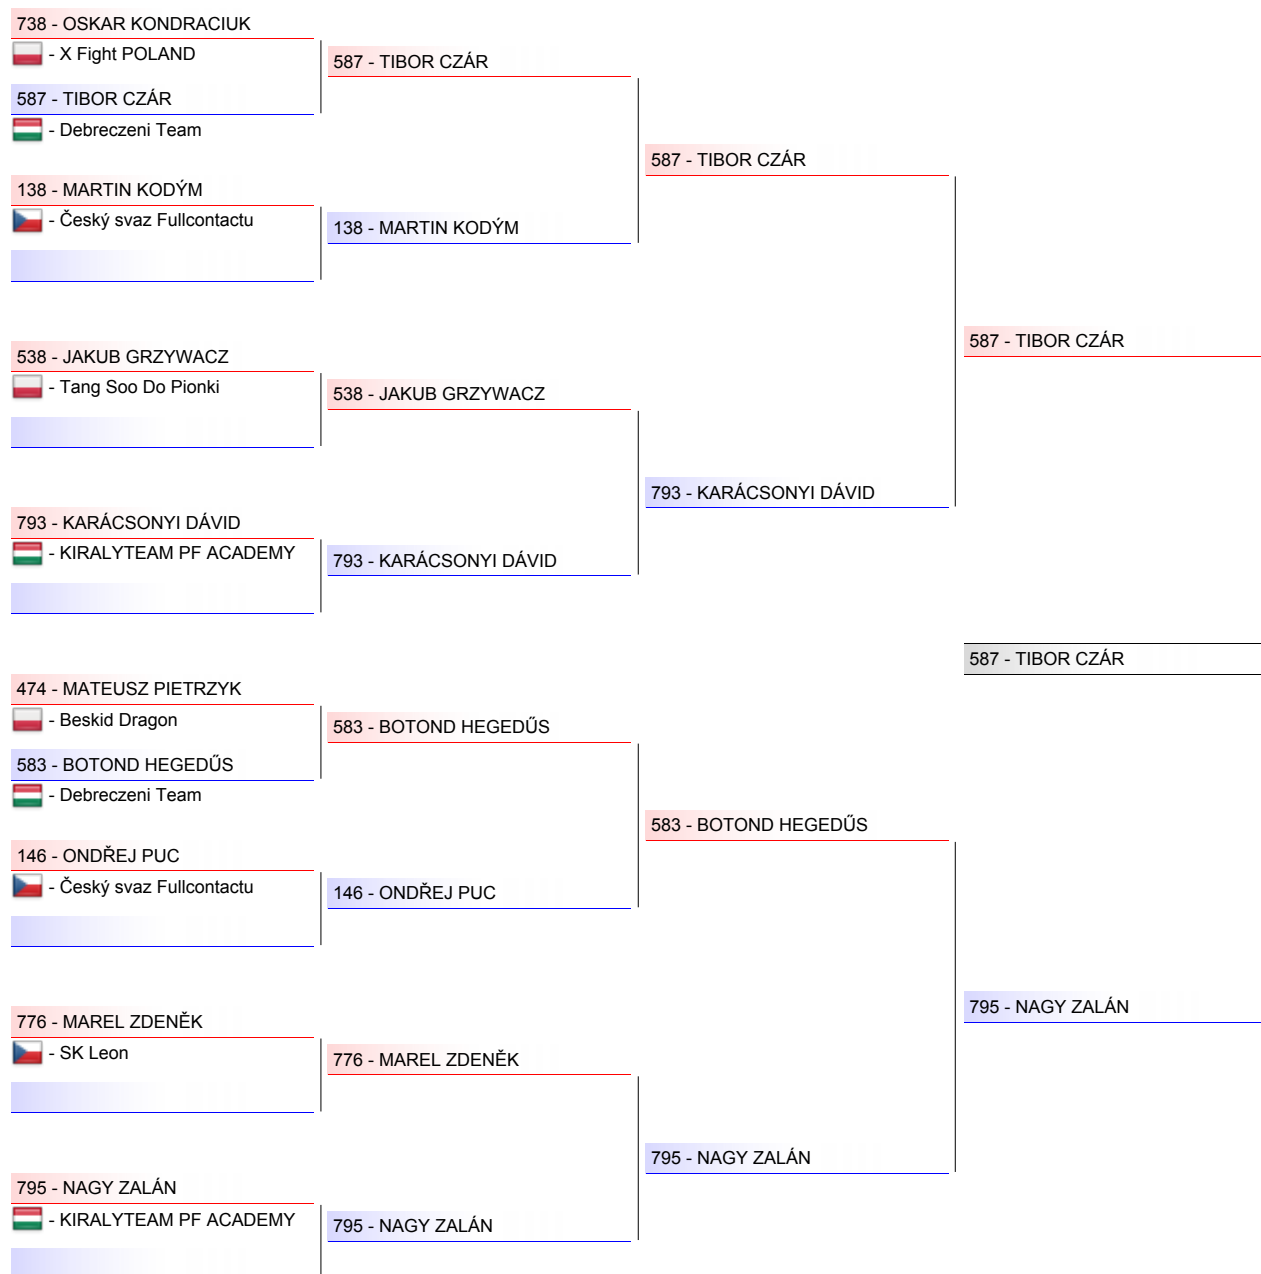 738 - OSKAR KONDRACIUK
- X Fight POLAND
587 - TIBOR CZÁR
- Debreczeni Team
138 - MARTIN KODÝM
- Český svaz Fullcontactu
538 - JAKUB GRZYWACZ
- Tang Soo Do Pionki
793 - KARÁCSONYI DÁVID
- KIRALYTEAM PF ACADEMY
474 - MATEUSZ PIETRZYK
- Beskid Dragon
583 - BOTOND HEGEDŰS
- Debreczeni Team
146 - ONDŘEJ PUC
- Český svaz Fullcontactu
776 - MAREL ZDENĚK
- SK Leon
795 - NAGY ZALÁN
- KIRALYTEAM PF ACADEMY
587 - TIBOR CZÁR
138 - MARTIN KODÝM
538 - JAKUB GRZYWACZ
793 - KARÁCSONYI DÁVID
583 - BOTOND HEGEDŰS
146 - ONDŘEJ PUC
776 - MAREL ZDENĚK
795 - NAGY ZALÁN
587 - TIBOR CZÁR
793 - KARÁCSONYI DÁVID
583 - BOTOND HEGEDŰS
795 - NAGY ZALÁN
587 - TIBOR CZÁR
587 - TIBOR CZÁR
795 - NAGY ZALÁN